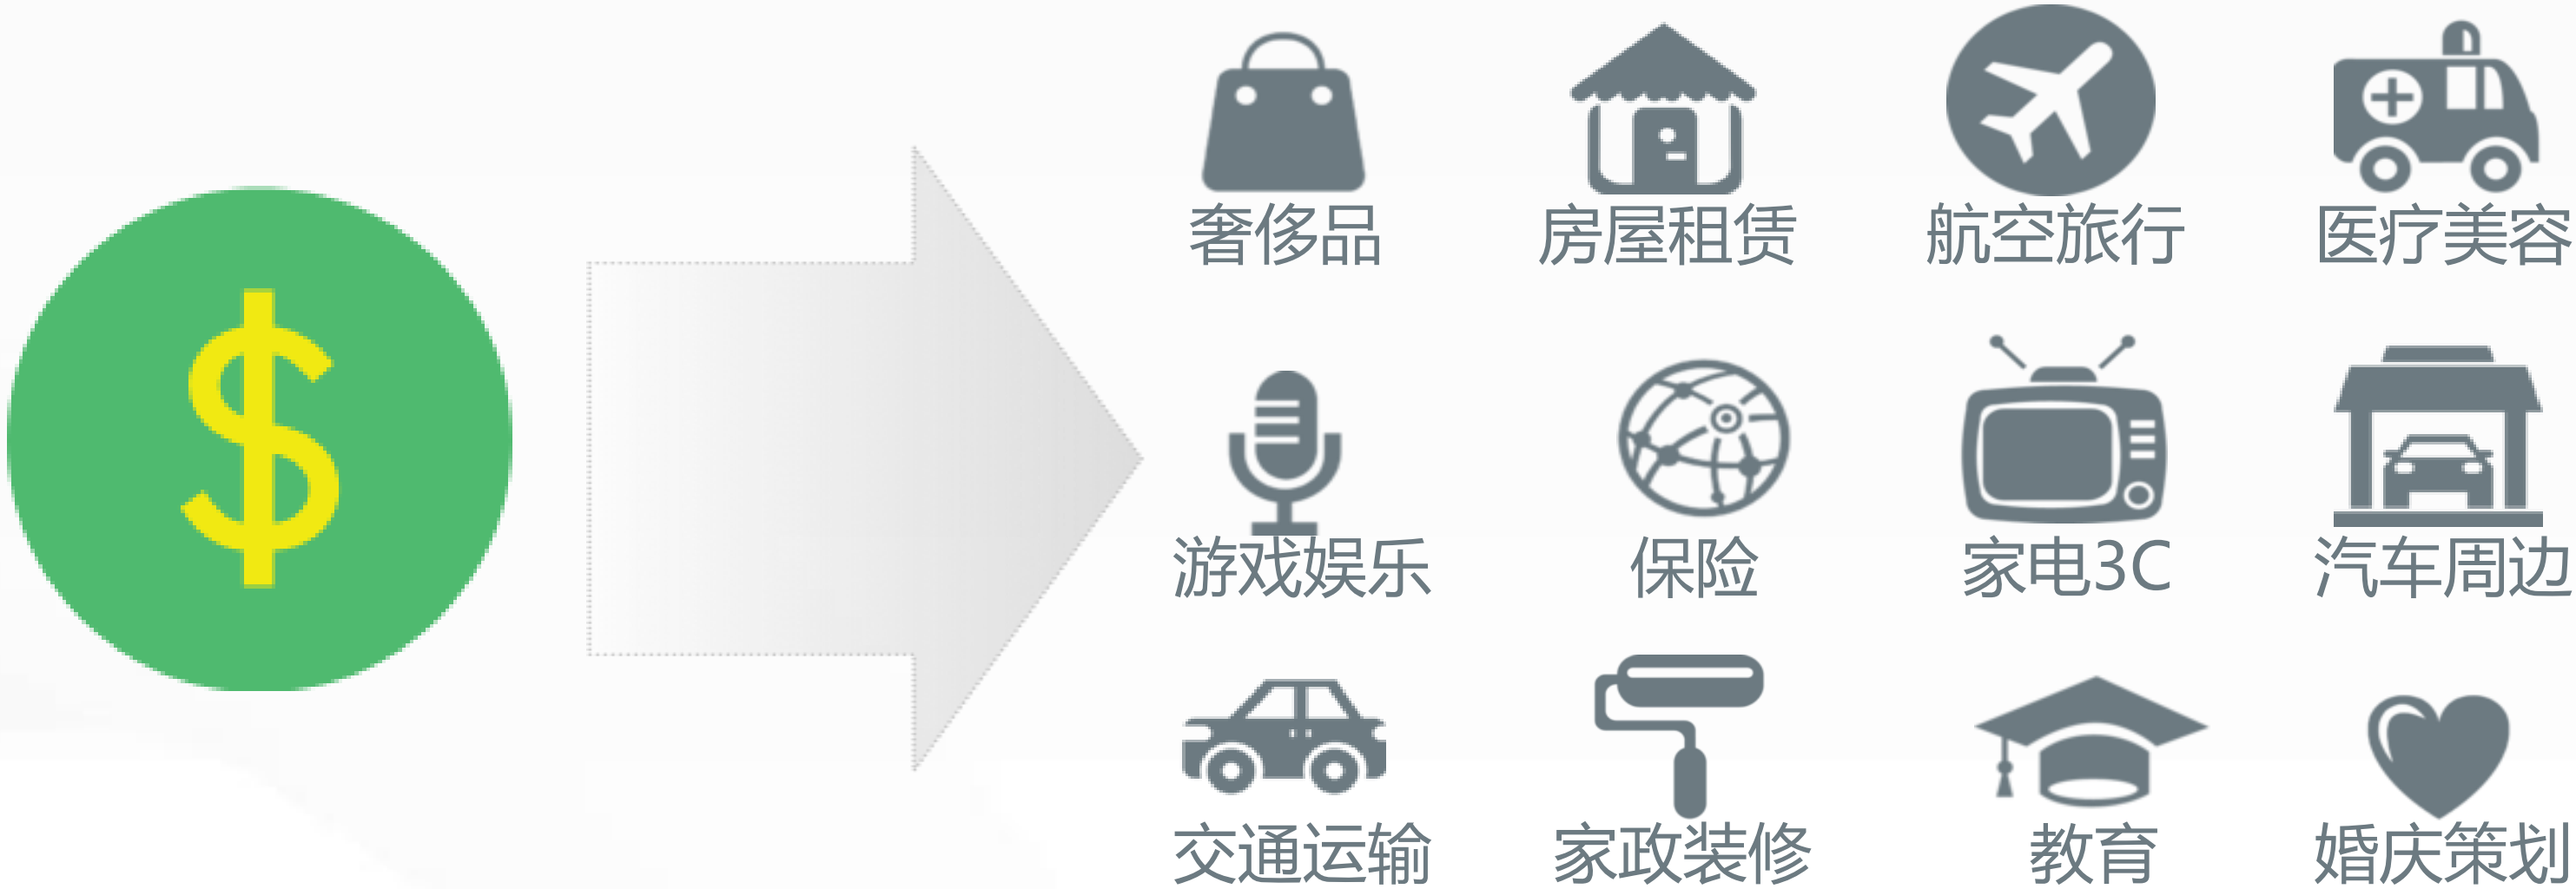 $
奢侈品 房屋租赁 航空旅行 医疗美容
游戏娱乐 保险 家电3C 汽车周边
交通运输 家政装修 教育 婚庆策划